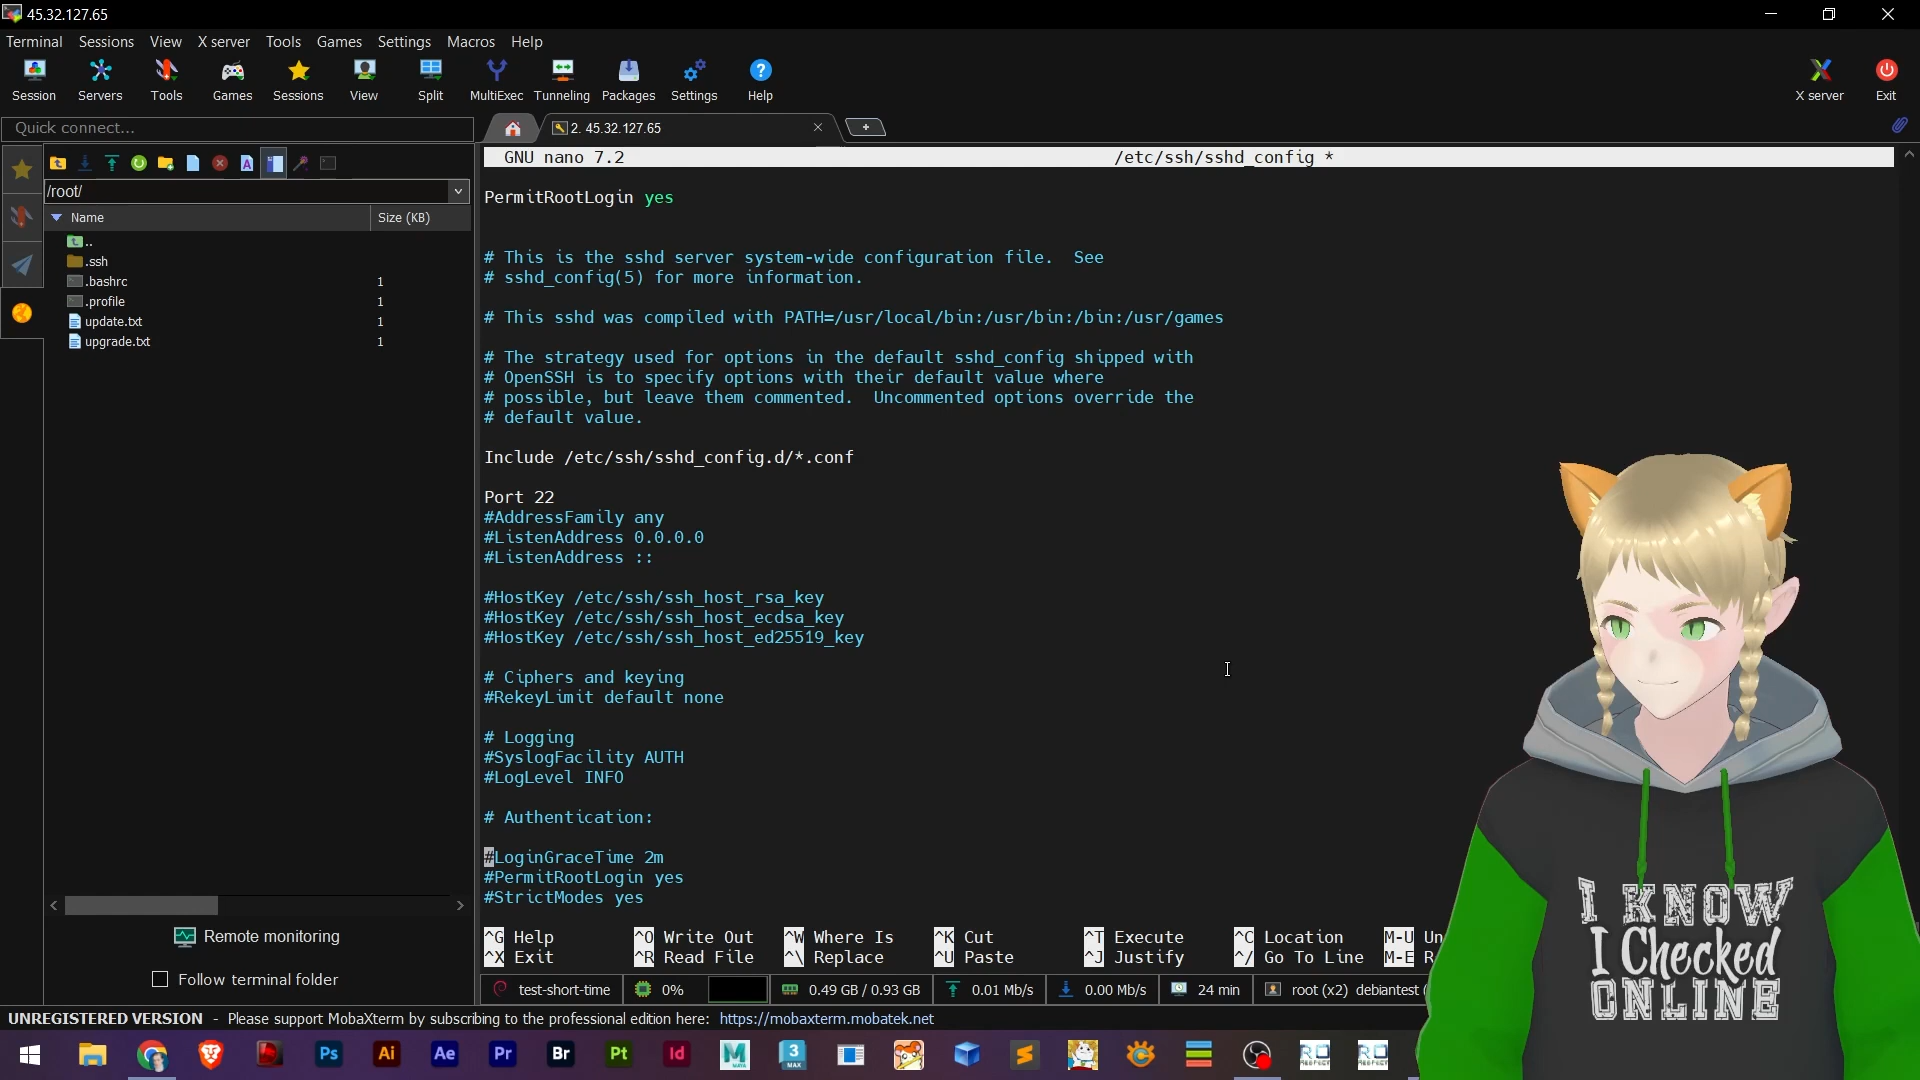 45.32.127.65
Terminal Sessions View X server Tools Games Settings Macros Help
Session Servers Tools Games Sessions View Split MultiExec Tunneling Packages Settings Help X server Exit
Quick connect...
2. 45.32.127.65
/root/
Name Size (KB)
..
.ssh
.bashrc 1
.profile 1
update.txt 1
upgrade.txt 1
Remote monitoring
Follow terminal folder
GNU nano 7.2 /etc/ssh/sshd_config *
PermitRootLogin yes
# This is the sshd server system-wide configuration file. See
# sshd_config(5) for more information.
# This sshd was compiled with PATH=/usr/local/bin:/usr/bin:/bin:/usr/games
# The strategy used for options in the default sshd_config shipped with
# OpenSSH is to specify options with their default value where
# possible, but leave them commented. Uncommented options override the
# default value.
Include /etc/ssh/sshd_config.d/*.conf
Port 22
#AddressFamily any
#ListenAddress 0.0.0.0
#ListenAddress ::
#HostKey /etc/ssh/ssh_host_rsa_key
#HostKey /etc/ssh/ssh_host_ecdsa_key
#HostKey /etc/ssh/ssh_host_ed25519_key
# Ciphers and keying
#RekeyLimit default none
# Logging
#SyslogFacility AUTH
#LogLevel INFO
# Authentication:
#LoginGraceTime 2m
#PermitRootLogin yes
#StrictModes yes
^G Help ^O Write Out ^W Where Is ^K Cut ^T Execute ^C Location M-U Un
^X Exit ^R Read File ^\ Replace ^U Paste ^J Justify ^/ Go To Line M-E R
test-short-time 0% 0.49 GB / 0.93 GB 0.01 Mb/s 0.00 Mb/s 24 min root (x2) debiantest (
UNREGISTERED VERSION - Please support MobaXterm by subscribing to the professional edition here: https://mobaxterm.mobatek.net
Ps Ai Ae Pr Br Pt Id M 3
I KNOW
I Checked
ONLINE